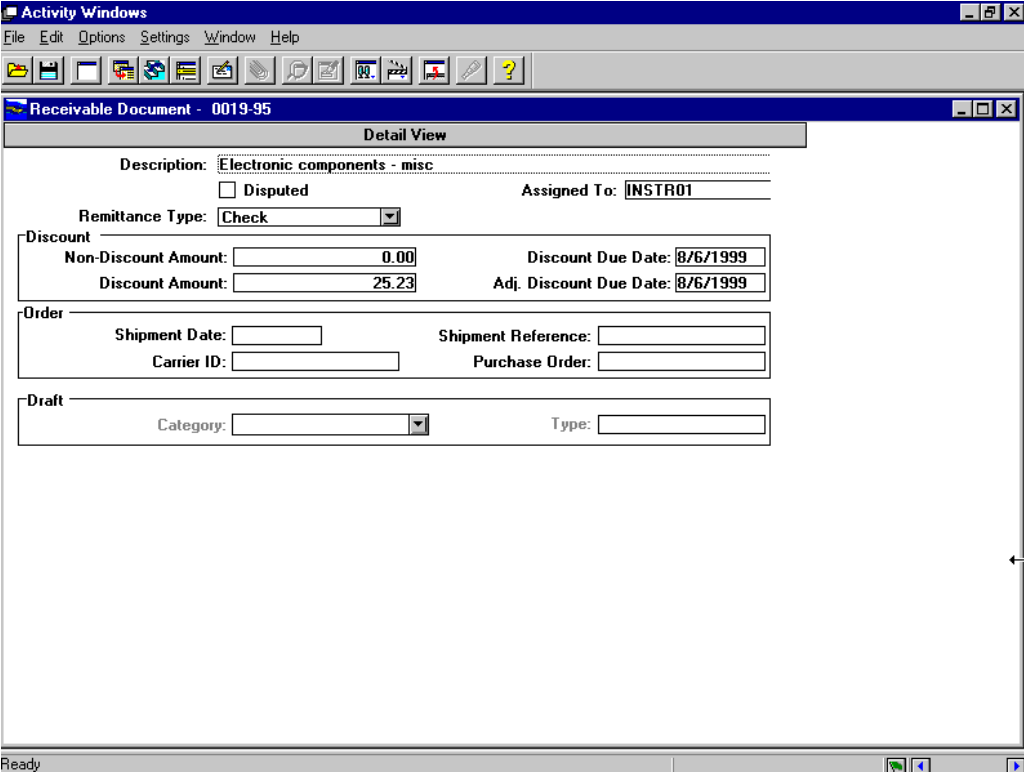 Activity Windows
File Edit Options Settings Window Help
Receivable Document - 0019-95
Detail View
Description: Electronic components - misc
Disputed Assigned To: INSTR01
Remittance Type: Check
Discount
Non-Discount Amount: 0.00 Discount Due Date: 8/6/1999
Discount Amount: 25.23 Adj. Discount Due Date: 8/6/1999
Order
Shipment Date: Shipment Reference:
Carrier ID: Purchase Order:
Draft
Category: Type:
Ready